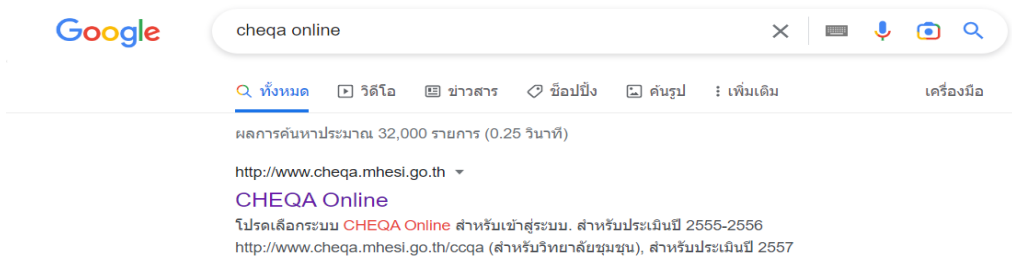 Google
cheqa online
ทั้งหมด วิดีโอ ข่าวสาร ช็อปปิ้ง ค้นรูป เพิ่มเติม เครื่องมือ
ผลการค้นหาประมาณ 32,000 รายการ (0.25 วินาที)
http://www.cheqa.mhesi.go.th
CHEQA Online
โปรดเลือกระบบ CHEQA Online สำหรับเข้าสู่ระบบ. สำหรับประเมินปี 2555-2556
http://www.cheqa.mhesi.go.th/ccqa (สำหรับวิทยาลัยชุมชุน), สำหรับประเมินปี 2557